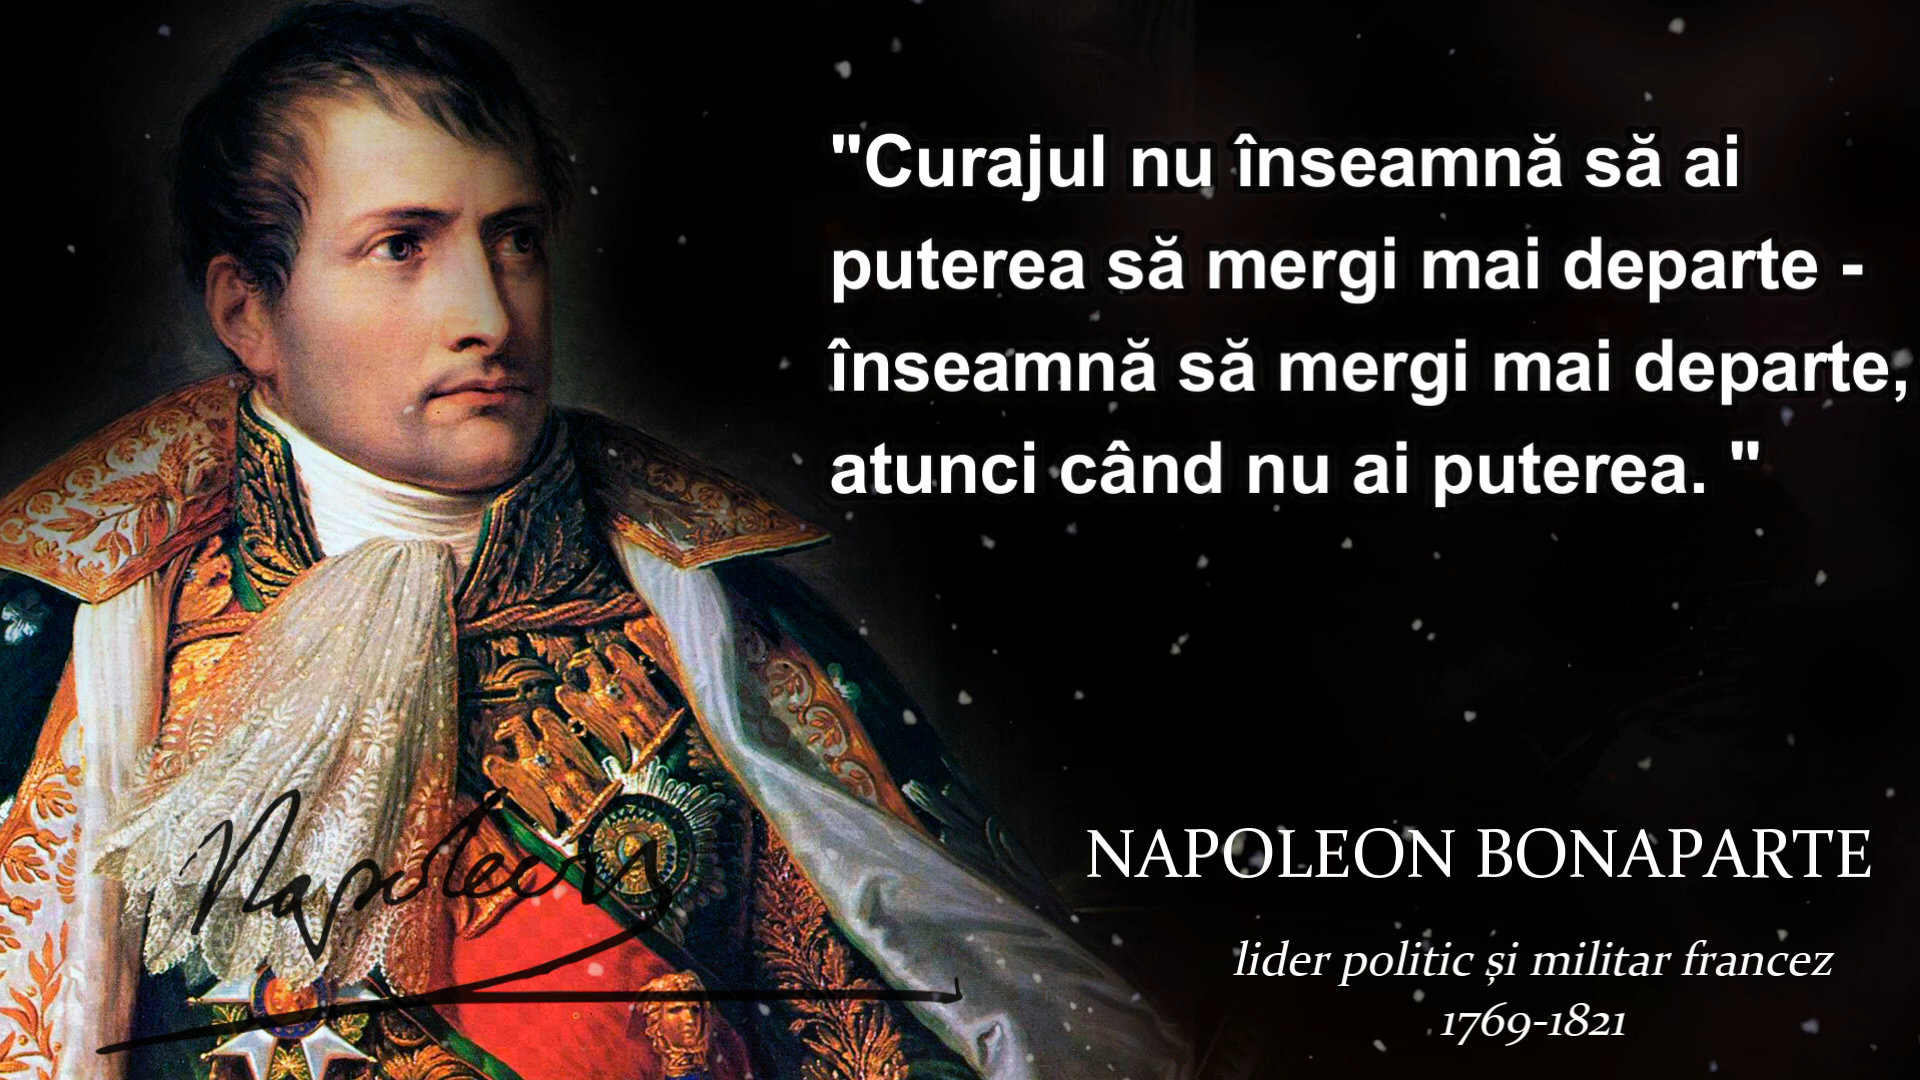 "Curajul nu înseamnă să ai
puterea să mergi mai departe -
înseamnă să mergi mai departe,
atunci când nu ai puterea. "
Napoleon
NAPOLEON BONAPARTE
lider politic și militar francez
1769-1821